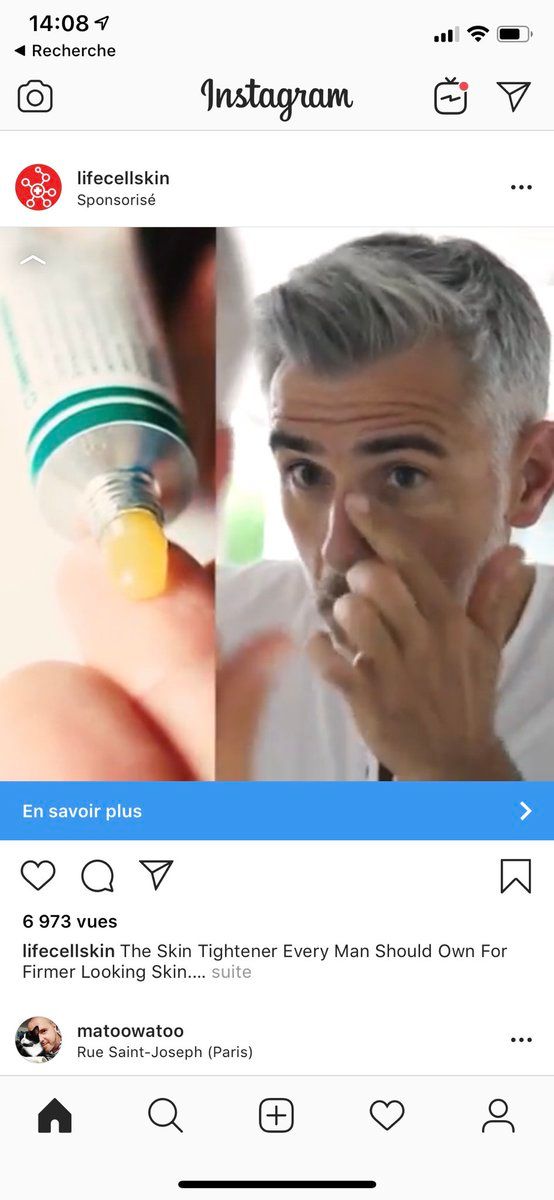 14:08
Recherche
Instagram
lifecellskin
Sponsorisé
En savoir plus
6 973 vues
lifecellskin The Skin Tightener Every Man Should Own For
Firmer Looking Skin.... suite
matoowatoo
Rue Saint-Joseph (Paris)